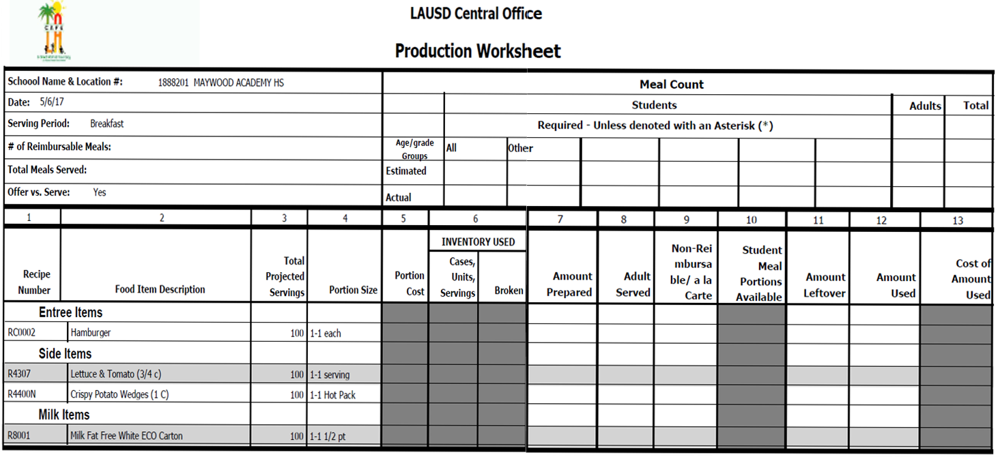 CAFE
LA
LAUSD Central Office
Production Worksheet
Schoool Name & Location #: 1888201 MAYWOOD ACADEMY HS
Meal Count
Date: 5/6/17
Students
Adults
Total
Serving Period: Breakfast
Required - Unless denoted with an Asterisk (*)
# of Reimbursable Meals:
Age/grade
Groups
All
Other
Total Meals Served:
Estimated
Offer vs. Serve: Yes
Actual
1 2 3 4 5 6 7 8 9 10 11 12 13
Recipe
Number
Food Item Description
Total
Projected
Servings
Portion Size
Portion
Cost
INVENTORY USED
Cases,
Units,
Servings
Broken
Amount
Prepared
Adult
Served
Non-Rei
mbursa
ble/ a la
Carte
Student
Meal
Portions
Available
Amount
Leftover
Amount
Used
Cost of
Amount
Used
Entree Items
RC0002 Hamburger 100 1-1 each
Side Items
R4307 Lettuce & Tomato (3/4 c) 100 1-1 serving
R4400N Crispy Potato Wedges (1 C) 100 1-1 Hot Pack
Milk Items
R8001 Milk Fat Free White ECO Carton 100 1-1 1/2 pt